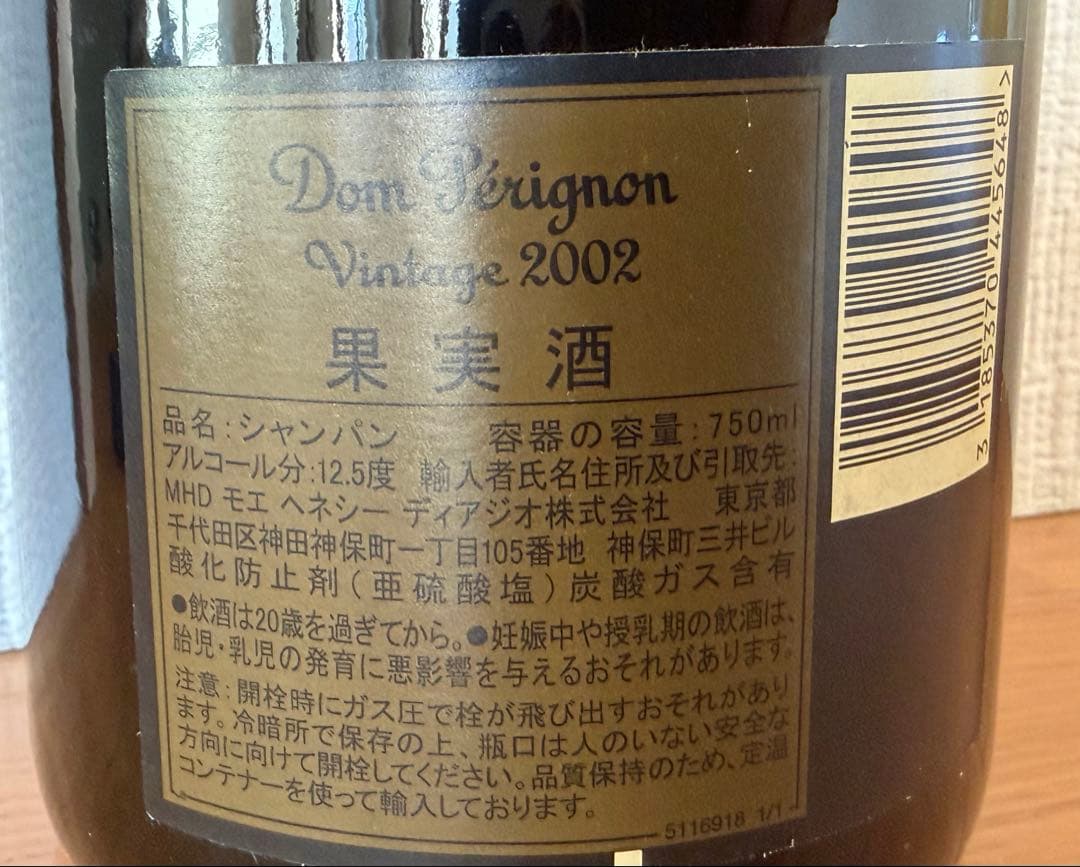 Dom Pérignon
Vintage 2002
果実酒
品名:シャンパン 容器の容量:750ml
アルコール分:12.5度 輸入者氏名住所及び引取先:
MHD モエ ヘネシー ディアジオ株式会社 東京都
千代田区神田神保町一丁目105番地 神保町三井ビル
酸化防止剤(亜硫酸塩)炭酸ガス含有
●飲酒は20歳を過ぎてから。●妊娠中や授乳期の飲酒は、
胎児・乳児の発育に悪影響を与えるおそれがあります。
注意:開栓時にガス圧で栓が飛び出すおそれがあり
ます。冷暗所で保存の上、瓶口は人のいない安全な
方向に向けて開栓してください。品質保持のため、定温
コンテナーを使って輸入しております。
5116918 1/1
3 185370 445648 >